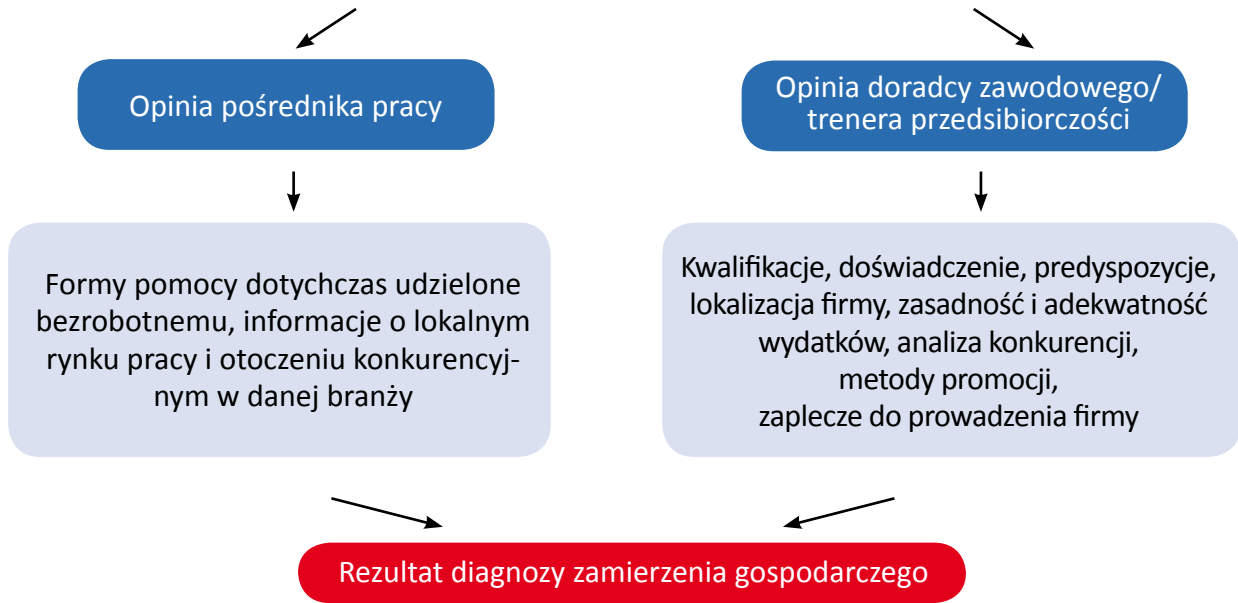 Opinia pośrednika pracy
Opinia doradcy zawodowego/
trenera przedsibiorczości
Formy pomocy dotychczas udzielone
bezrobotnemu, informacje o lokalnym
rynku pracy i otoczeniu konkurencyj-
nym w danej branży
Kwalifikacje, doświadczenie, predyspozycje,
lokalizacja firmy, zasadność i adekwatność
wydatków, analiza konkurencji,
metody promocji,
zaplecze do prowadzenia firmy
Rezultat diagnozy zamierzenia gospodarczego